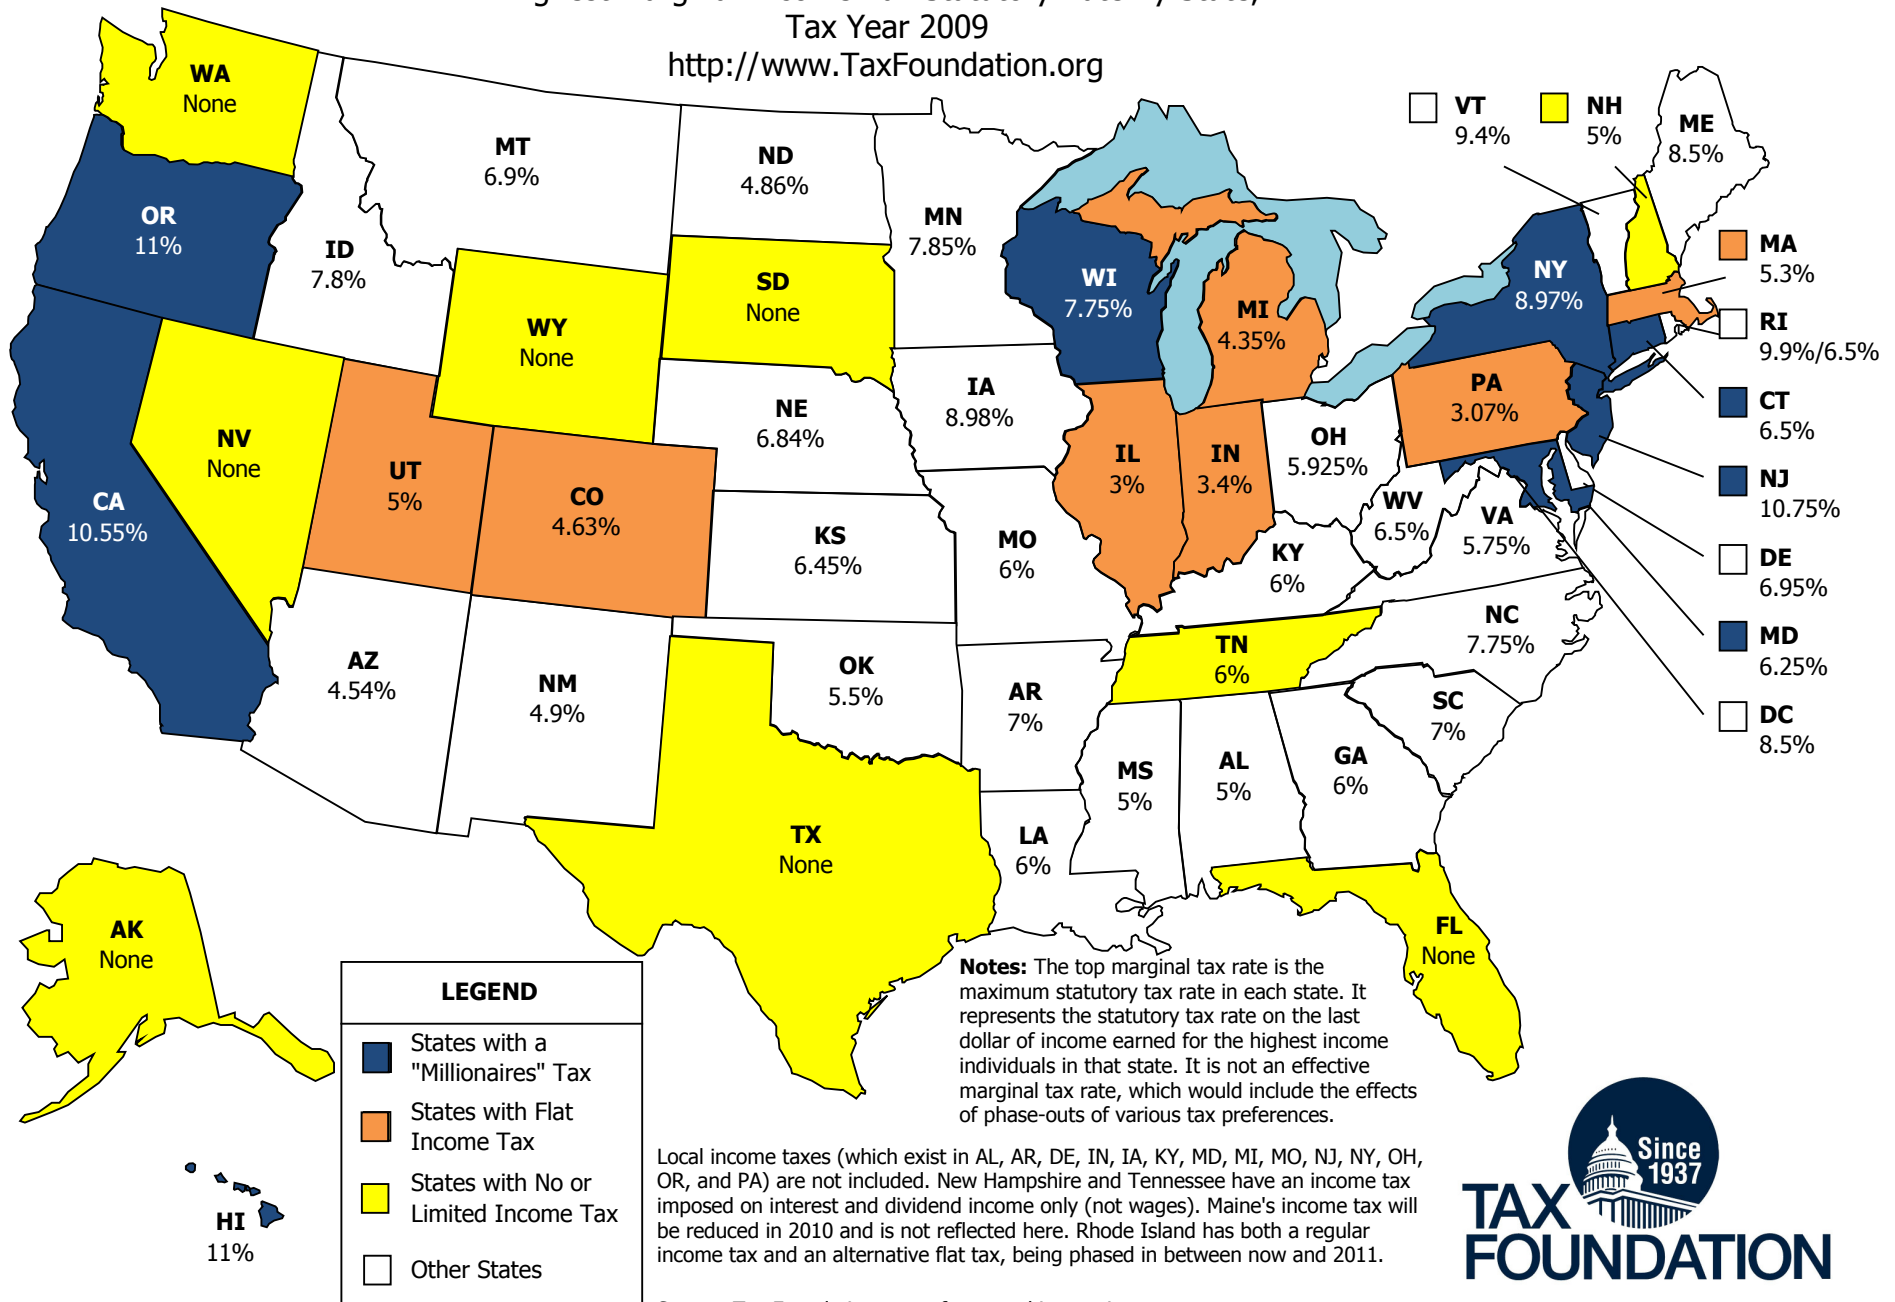 Tax Year 2009
http://www.TaxFoundation.org
WA
None
OR
11%
CA
10.55%
NV
None
ID
7.8%
MT
6.9%
WY
None
UT
5%
CO
4.63%
AZ
4.54%
NM
4.9%
ND
4.86%
SD
None
NE
6.84%
KS
6.45%
OK
5.5%
TX
None
MN
7.85%
IA
8.98%
MO
6%
AR
7%
LA
6%
WI
7.75%
IL
3%
MI
4.35%
IN
3.4%
OH
5.925%
KY
6%
TN
6%
MS
5%
AL
5%
GA
6%
FL
None
SC
7%
NC
7.75%
VA
5.75%
WV
6.5%
PA
3.07%
NY
8.97%
VT
9.4%
NH
5%
ME
8.5%
MA
5.3%
RI
9.9%/6.5%
CT
6.5%
NJ
10.75%
DE
6.95%
MD
6.25%
DC
8.5%
AK
None
HI
11%
LEGEND
States with a
"Millionaires" Tax
States with Flat
Income Tax
States with No or
Limited Income Tax
Other States
Notes: The top marginal tax rate is the
maximum statutory tax rate in each state. It
represents the statutory tax rate on the last
dollar of income earned for the highest income
individuals in that state. It is not an effective
marginal tax rate, which would include the effects
of phase-outs of various tax preferences.
Local income taxes (which exist in AL, AR, DE, IN, IA, KY, MD, MI, MO, NJ, NY, OH,
OR, and PA) are not included. New Hampshire and Tennessee have an income tax
imposed on interest and dividend income only (not wages). Maine's income tax will
be reduced in 2010 and is not reflected here. Rhode Island has both a regular
income tax and an alternative flat tax, being phased in between now and 2011.
Since
1937
TAX
FOUNDATION